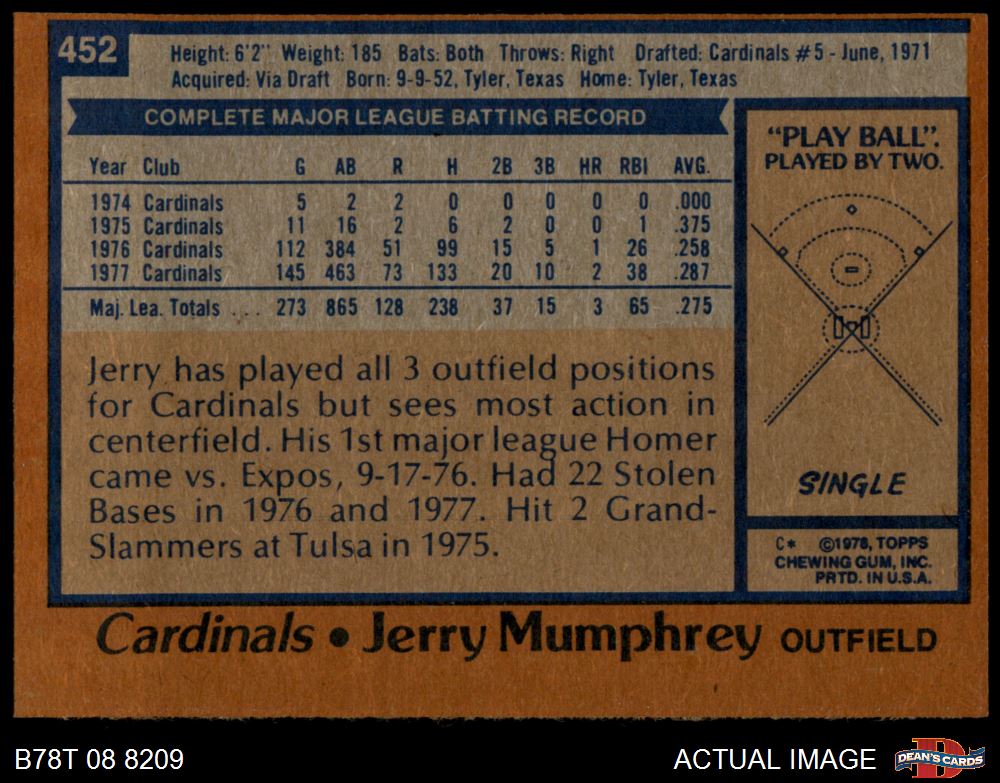 452
Height: 6'2" Weight: 185 Bats: Both Throws: Right Drafted: Cardinals #5 - June, 1971
Acquired: Via Draft Born: 9-9-52, Tyler, Texas Home: Tyler, Texas
COMPLETE MAJOR LEAGUE BATTING RECORD
Year Club G AB R H 2B 3B HR RBI AVG.
1974 Cardinals 5 2 2 0 0 0 0 0 .000
1975 Cardinals 11 16 2 6 2 0 0 1 .375
1976 Cardinals 112 384 51 99 15 5 1 26 .258
1977 Cardinals 145 463 73 133 20 10 2 38 .287
Maj. Lea. Totals . . . 273 865 128 238 37 15 3 65 .275
Jerry has played all 3 outfield positions
for Cardinals but sees most action in
centerfield. His 1st major league Homer
came vs. Expos, 9-17-76. Had 22 Stolen
Bases in 1976 and 1977. Hit 2 Grand-
Slammers at Tulsa in 1975.
"PLAY BALL".
PLAYED BY TWO.
SINGLE
C* ©1978, TOPPS
CHEWING GUM, INC.
PRTD. IN U.S.A.
Cardinals • Jerry Mumphrey OUTFIELD
B78T 08 8209
ACTUAL IMAGE
D
DEAN'S CARDS